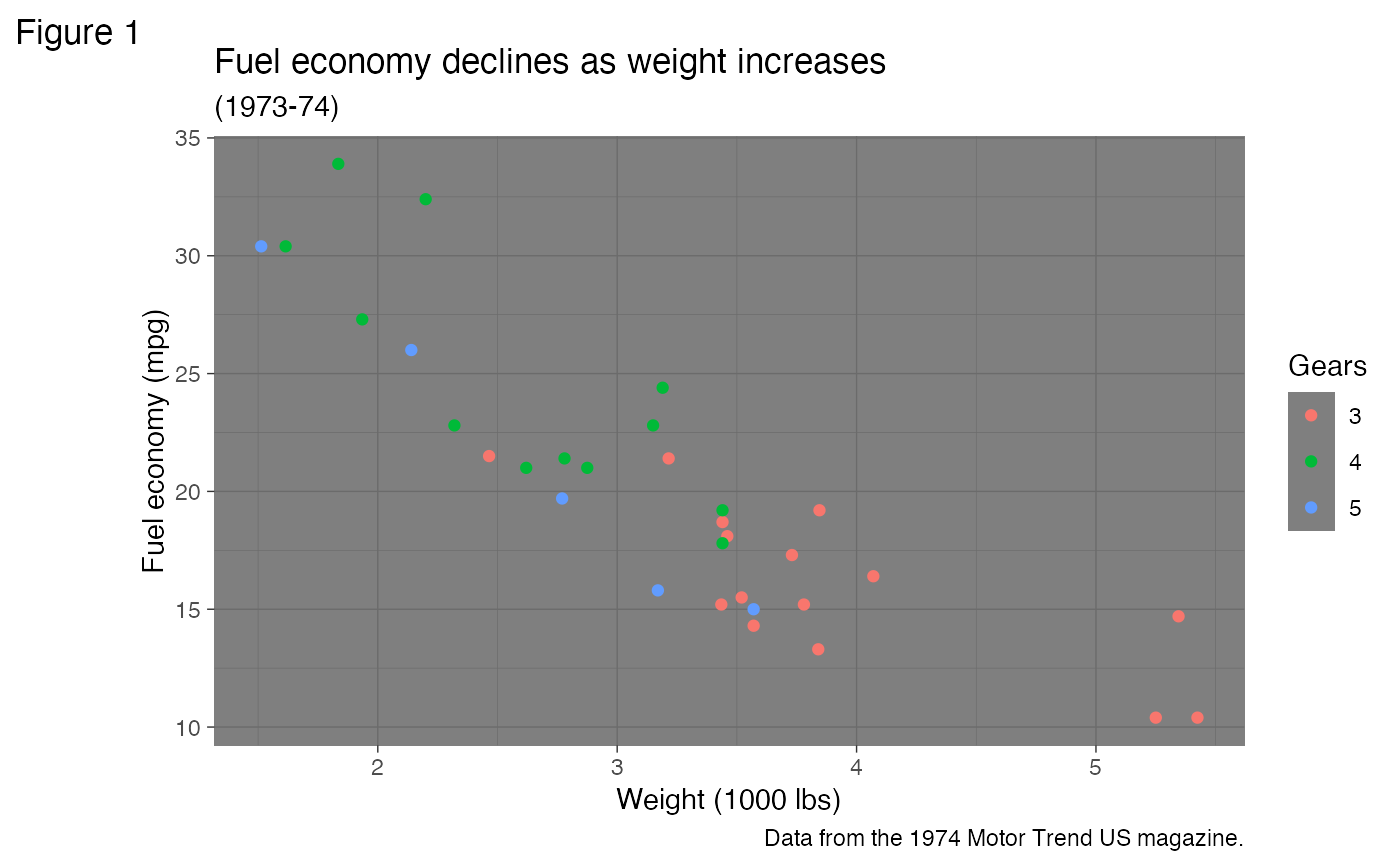 Figure 1
Fuel economy declines as weight increases
(1973-74)
35
30
25
20
15
10
Fuel economy (mpg)
2
3
4
5
Weight (1000 lbs)
Gears
3
4
5
Data from the 1974 Motor Trend US magazine.